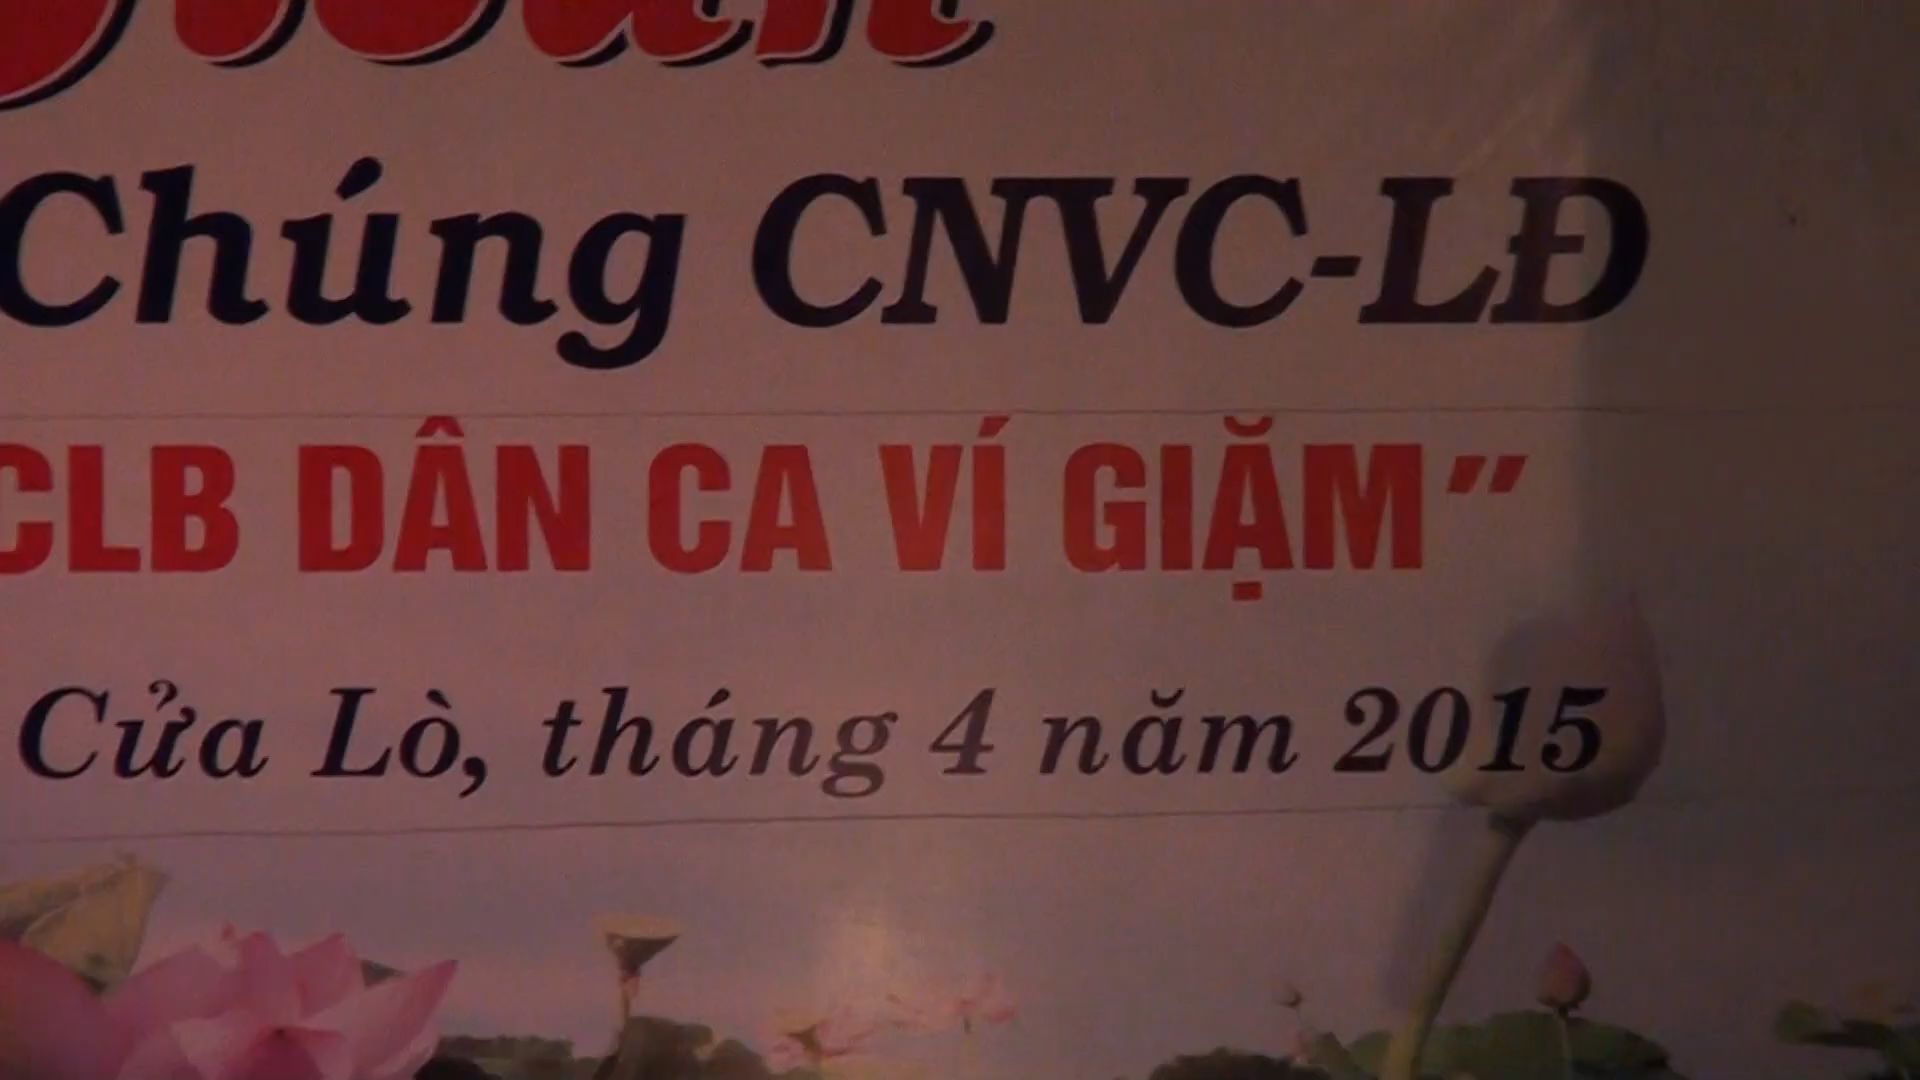 Chúng CNVC-LĐ
CLB DÂN CA VÍ GIẶM”
Cửa Lò, tháng 4 năm 2015